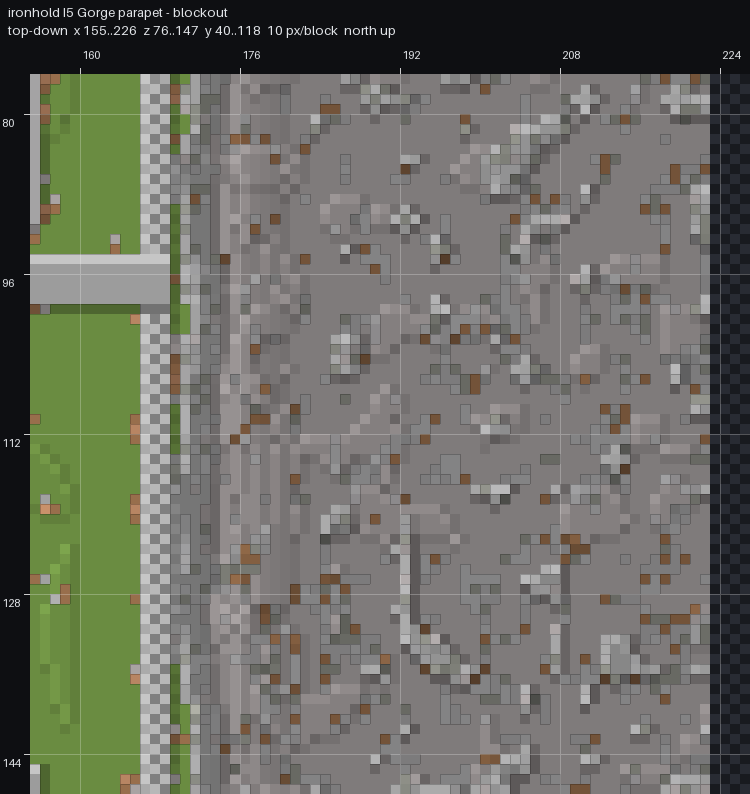 ironhold I5 Gorge parapet - blockout
top-down x 155..226 z 76..147 y 40..118 10 px/block north up
160 176 192 208 224
80
96
112
128
144